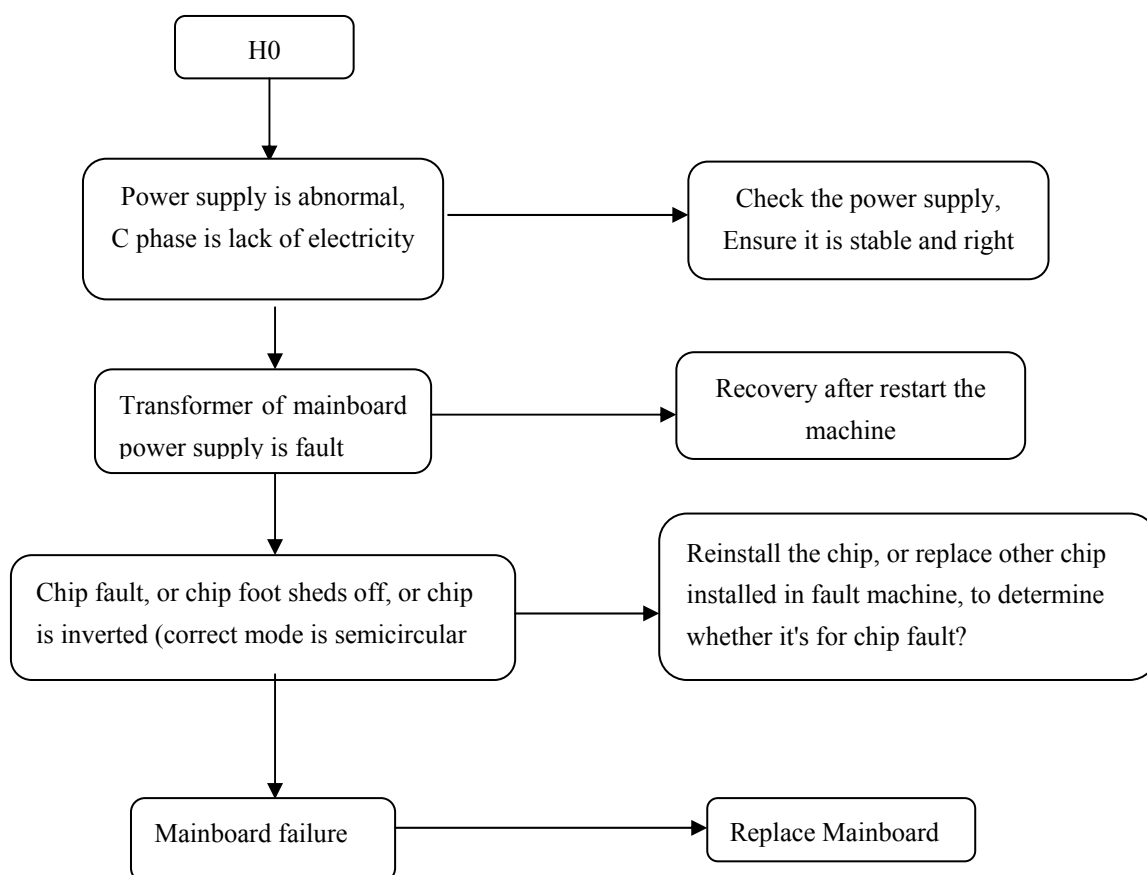 H0
Power supply is abnormal,
C phase is lack of electricity
Check the power supply,
Ensure it is stable and right
Transformer of mainboard
power supply is fault
Recovery after restart the
machine
Chip fault, or chip foot sheds off, or chip
is inverted (correct mode is semicircular
Reinstall the chip, or replace other chip
installed in fault machine, to determine
whether it's for chip fault?
Mainboard failure
Replace Mainboard